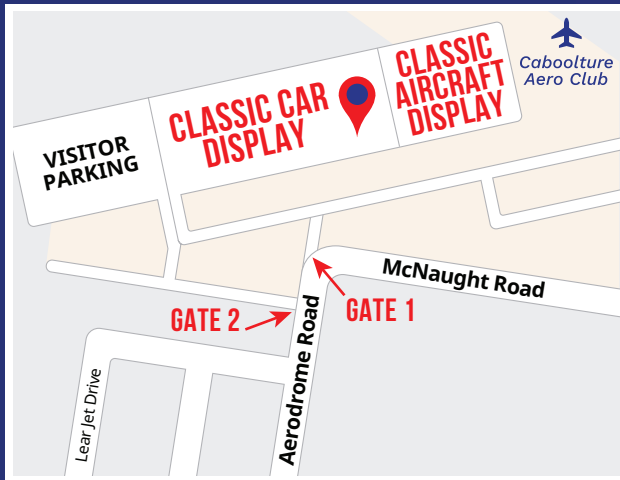 Caboolture
Aero Club
CLASSIC
AIRCRAFT
DISPLAY
CLASSIC CAR
DISPLAY
VISITOR
PARKING
McNaught Road
GATE 1
GATE 2
Aerodrome Road
Lear Jet Drive